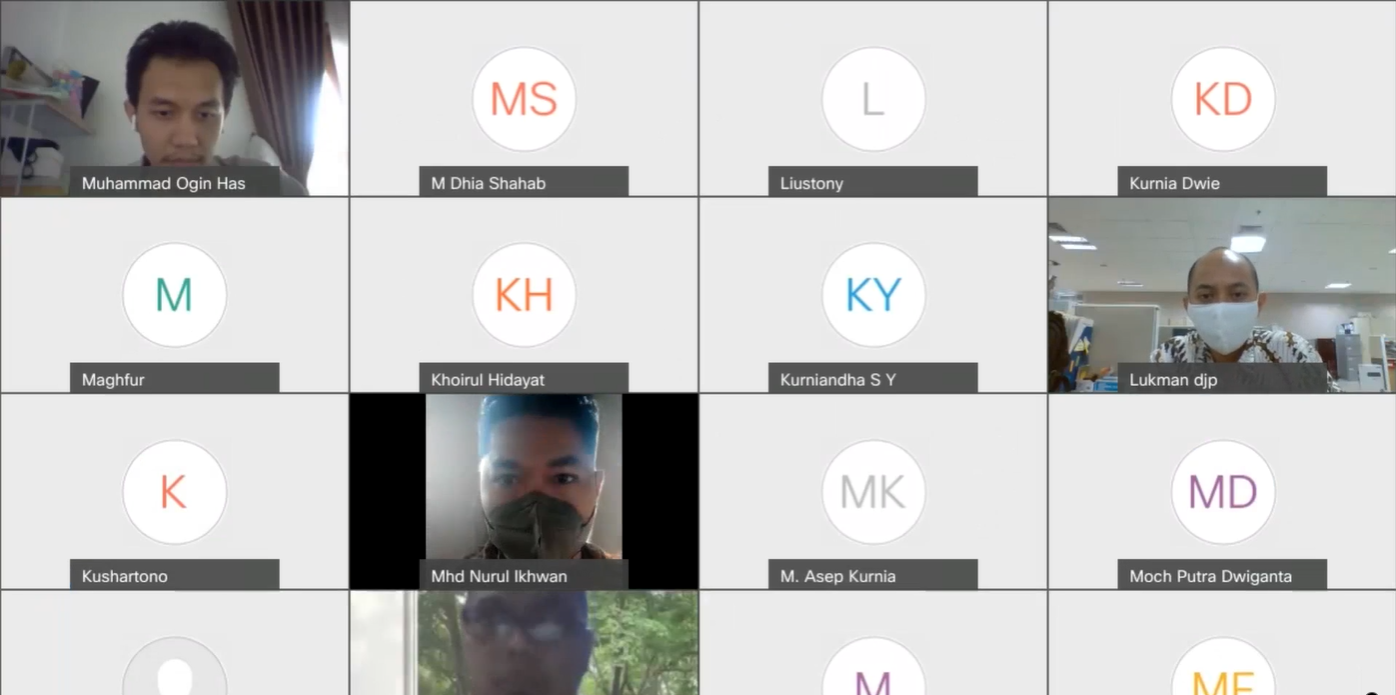 MS
L
KD
Muhammad Ogin Has
M Dhia Shahab
Liustony
Kurnia Dwie
M
KH
KY
Maghfur
Khoirul Hidayat
Kurniandha S Y
Lukman djp
K
MK
MD
Kushartono
Mhd Nurul Ikhwan
M. Asep Kurnia
Moch Putra Dwiganta
M